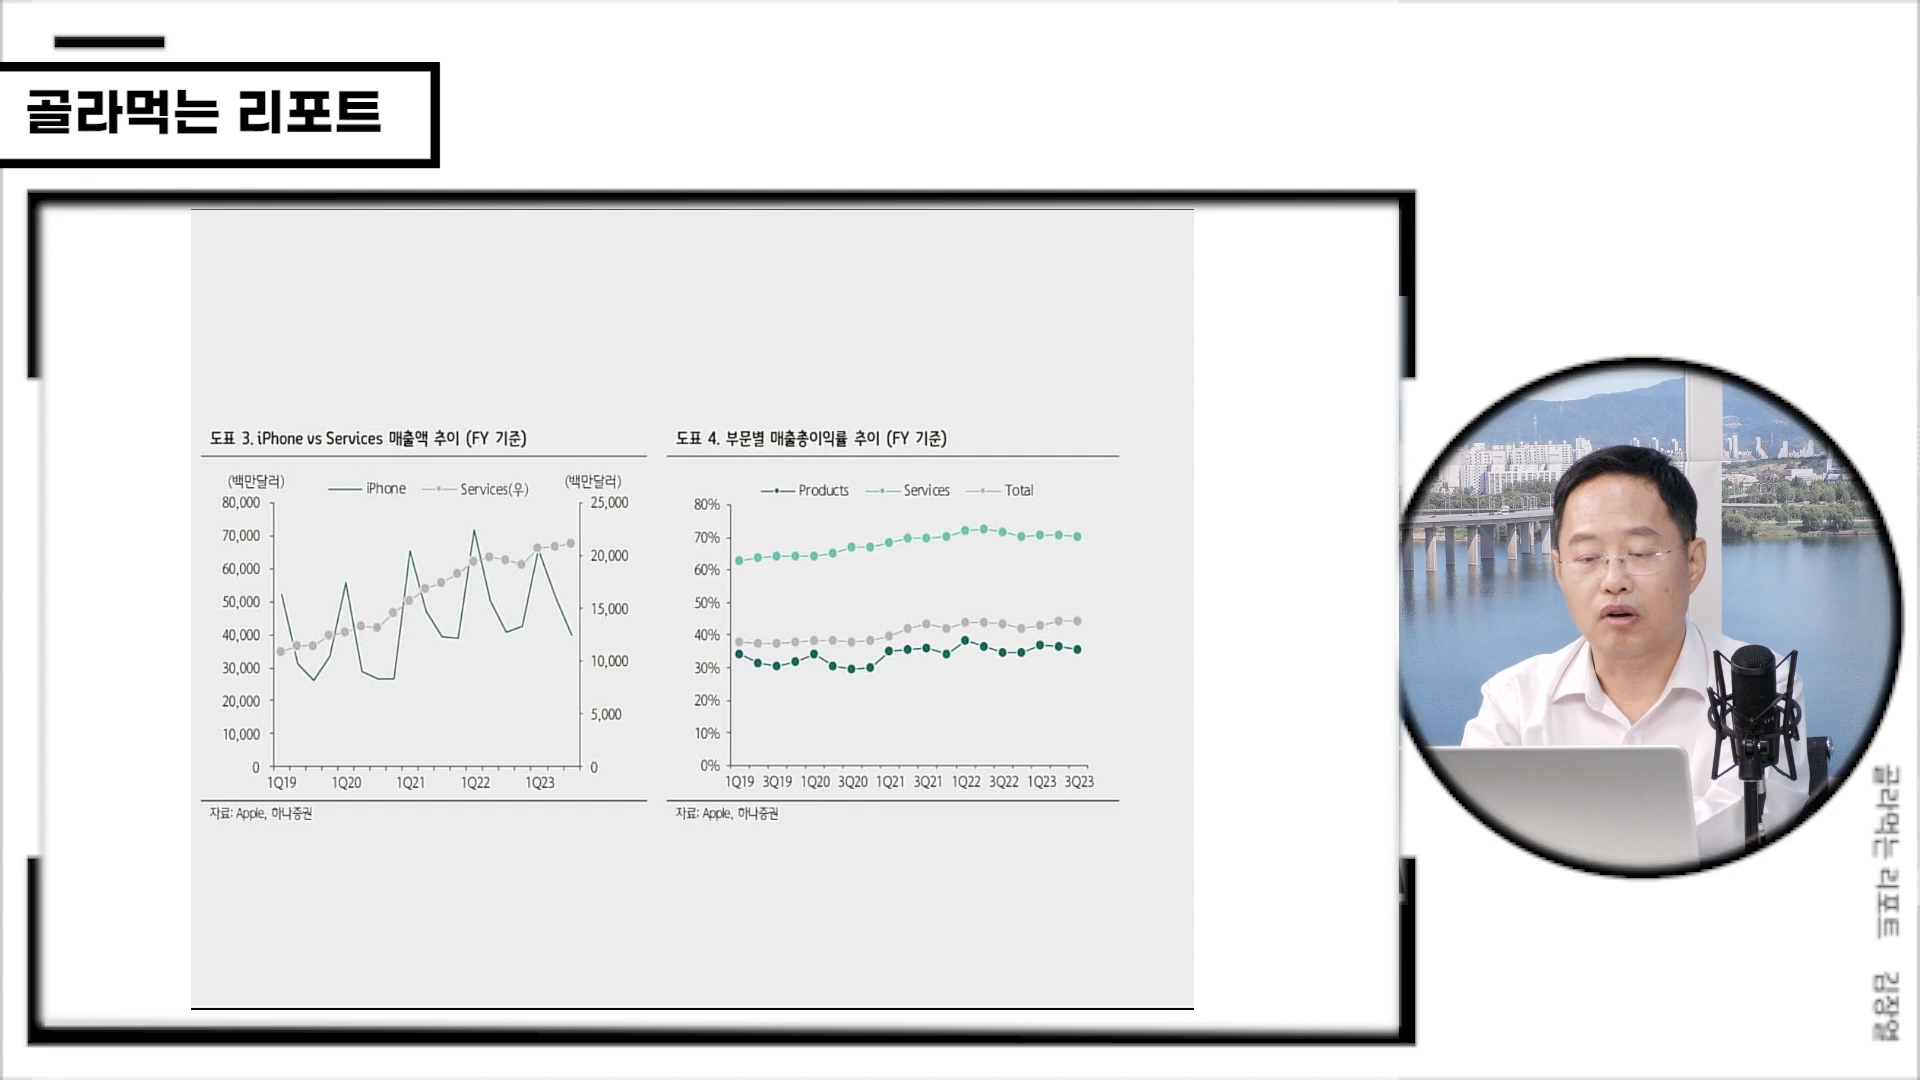 골라먹는 리포트
도표 3. iPhone vs Services 매출액 추이 (FY 기준)
(백만달러)
iPhone
Services(우)
(백만달러)
80,000
70,000
60,000
50,000
40,000
30,000
20,000
10,000
0
25,000
20,000
15,000
10,000
5,000
0
1Q19 1Q20 1Q21 1Q22 1Q23
자료: Apple, 하나증권
도표 4. 부문별 매출총이익률 추이 (FY 기준)
Products Services Total
80%
70%
60%
50%
40%
30%
20%
10%
0%
1Q19 3Q19 1Q20 3Q20 1Q21 3Q21 1Q22 3Q22 1Q23 3Q23
자료: Apple, 하나증권
골라먹는 리포트 김장열